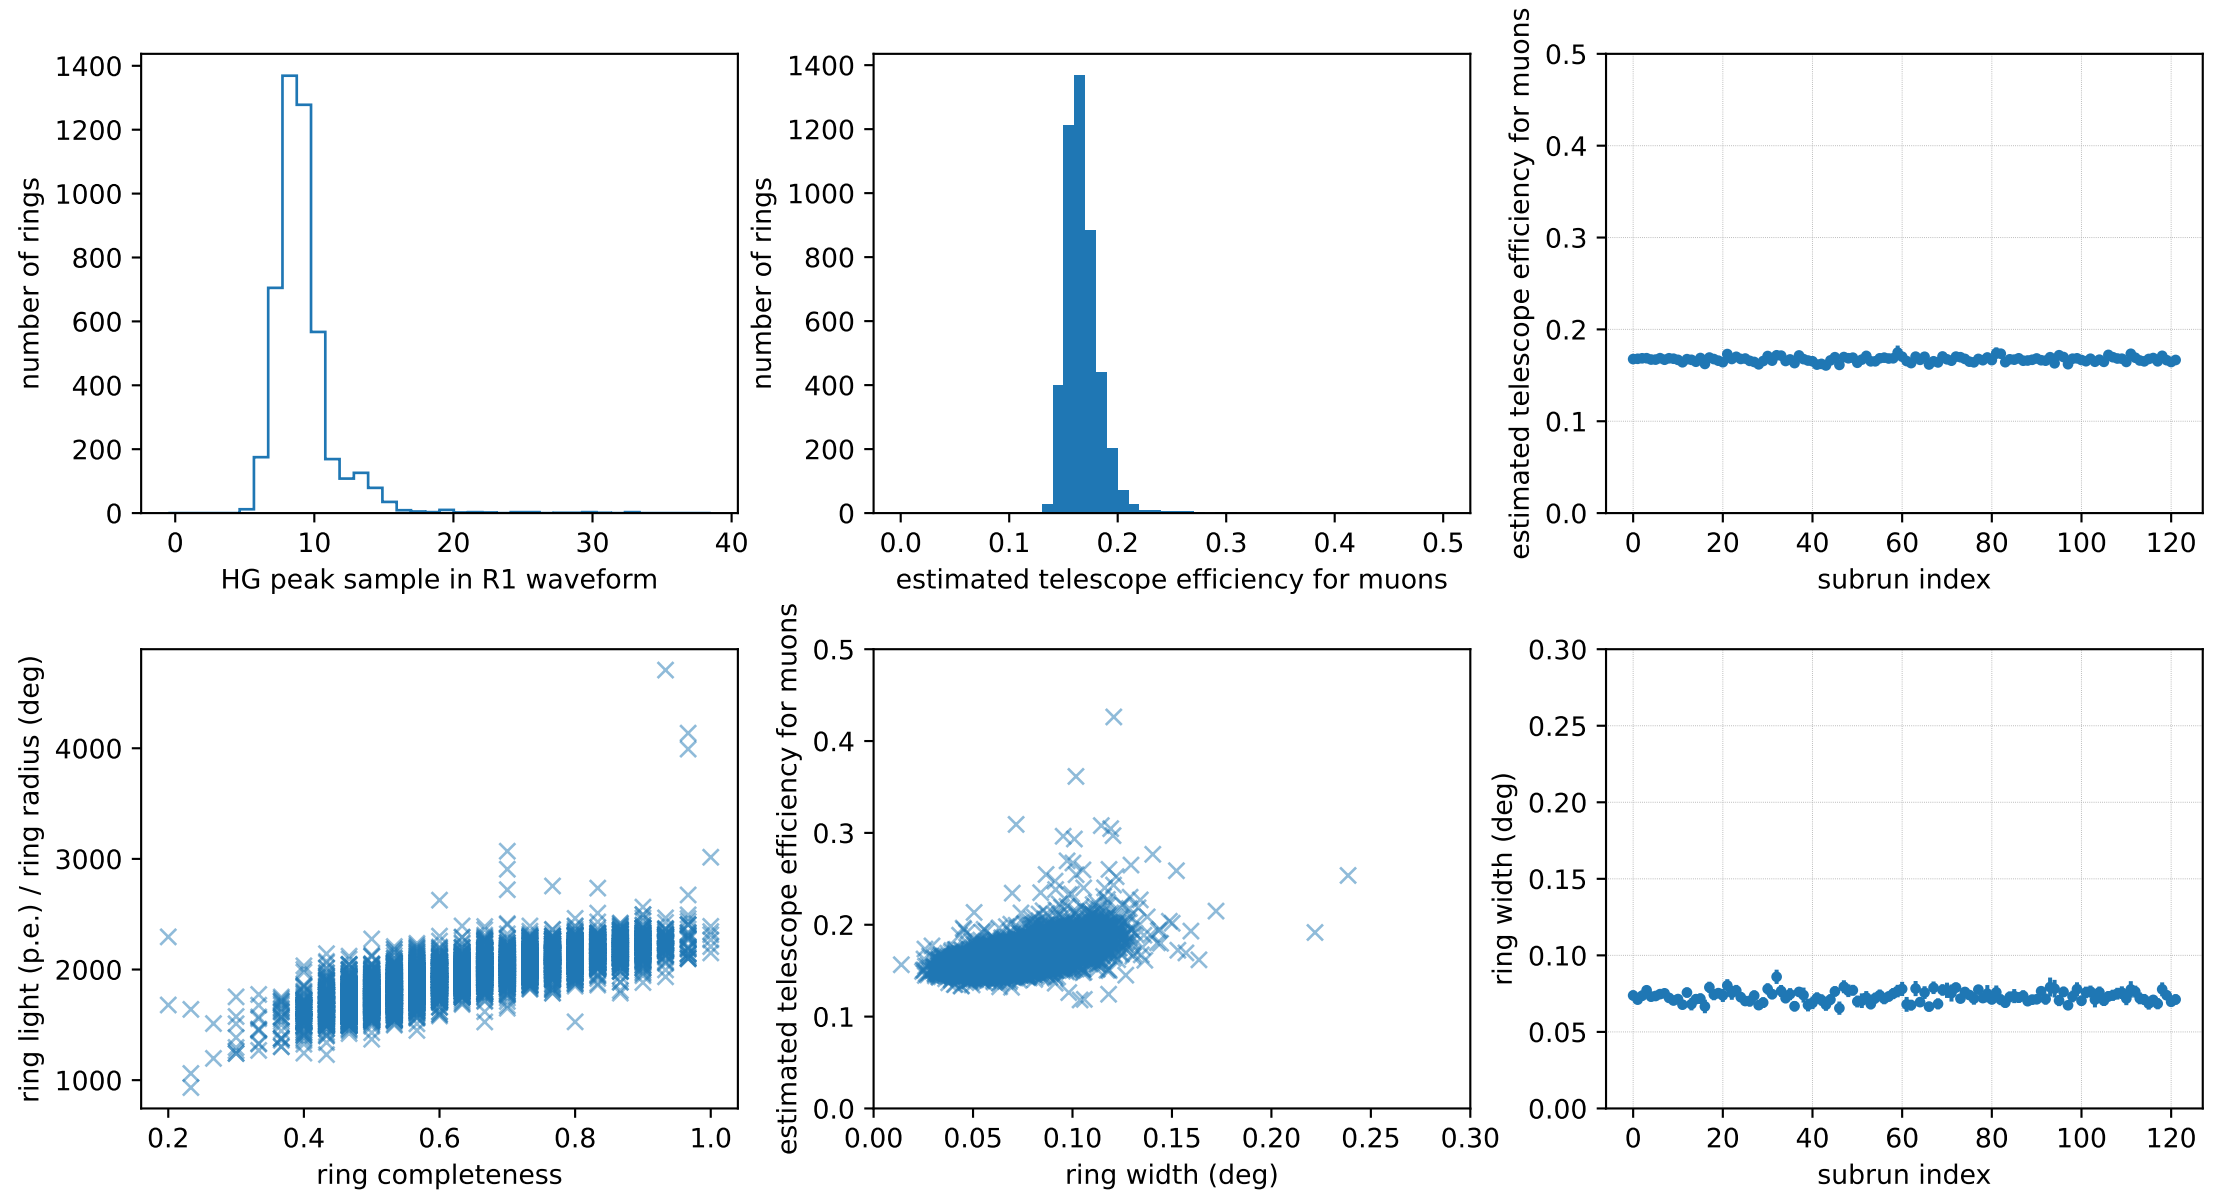 1400
1200
1000
800
600
400
200
0
number of rings
0 10 20 30 40
HG peak sample in R1 waveform
1400
1200
1000
800
600
400
200
0
number of rings
0.0 0.1 0.2 0.3 0.4 0.5
estimated telescope efficiency for muons
0.5
0.4
0.3
0.2
0.1
0.0
estimated telescope efficiency for muons
0 20 40 60 80 100 120
subrun index
4000
3000
2000
1000
ring light (p.e.) / ring radius (deg)
0.2 0.4 0.6 0.8 1.0
ring completeness
0.5
0.4
0.3
0.2
0.1
0.0
estimated telescope efficiency for muons
0.00 0.05 0.10 0.15 0.20 0.25 0.30
ring width (deg)
0.30
0.25
0.20
0.15
0.10
0.05
0.00
ring width (deg)
0 20 40 60 80 100 120
subrun index